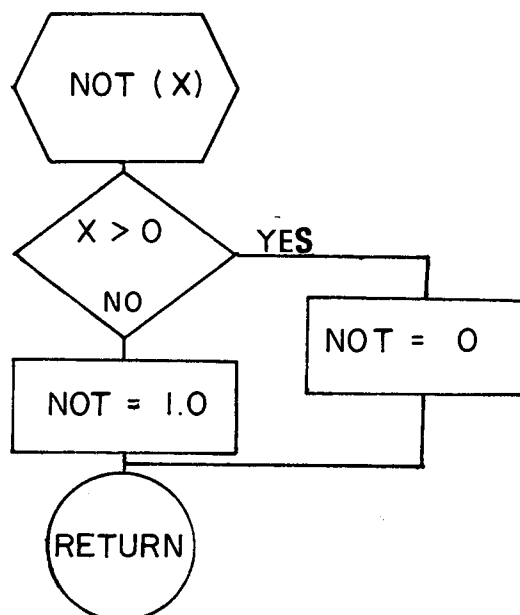 NOT (X)
X > 0
YES
NO
NOT = 0
NOT = 1.0
RETURN